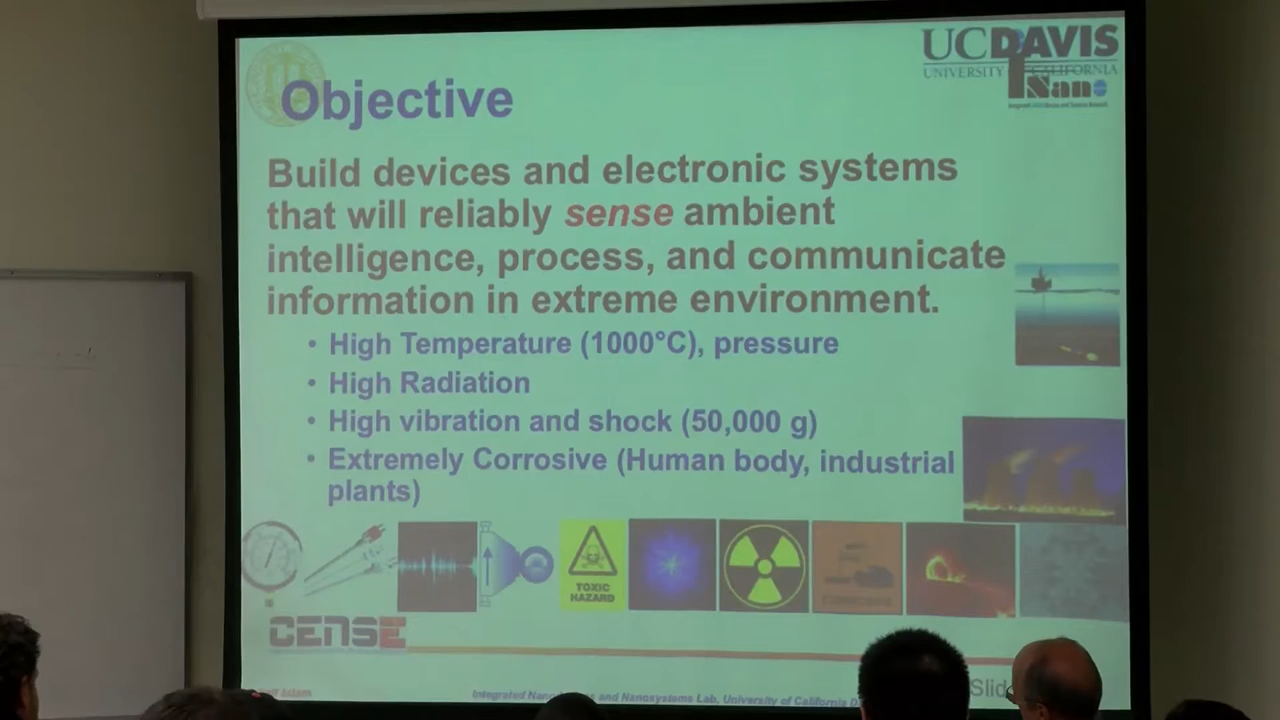 UCDAVIS
UNIVERSITY CALIFORNIA
Nano
Objective
Build devices and electronic systems
that will reliably sense ambient
intelligence, process, and communicate
information in extreme environment.
• High Temperature (1000°C), pressure
• High Radiation
• High vibration and shock (50,000 g)
• Extremely Corrosive (Human body, industrial
plants)
TOXIC
HAZARD
CENSE
Islam
Integrated and Nanosystems Lab, University of California